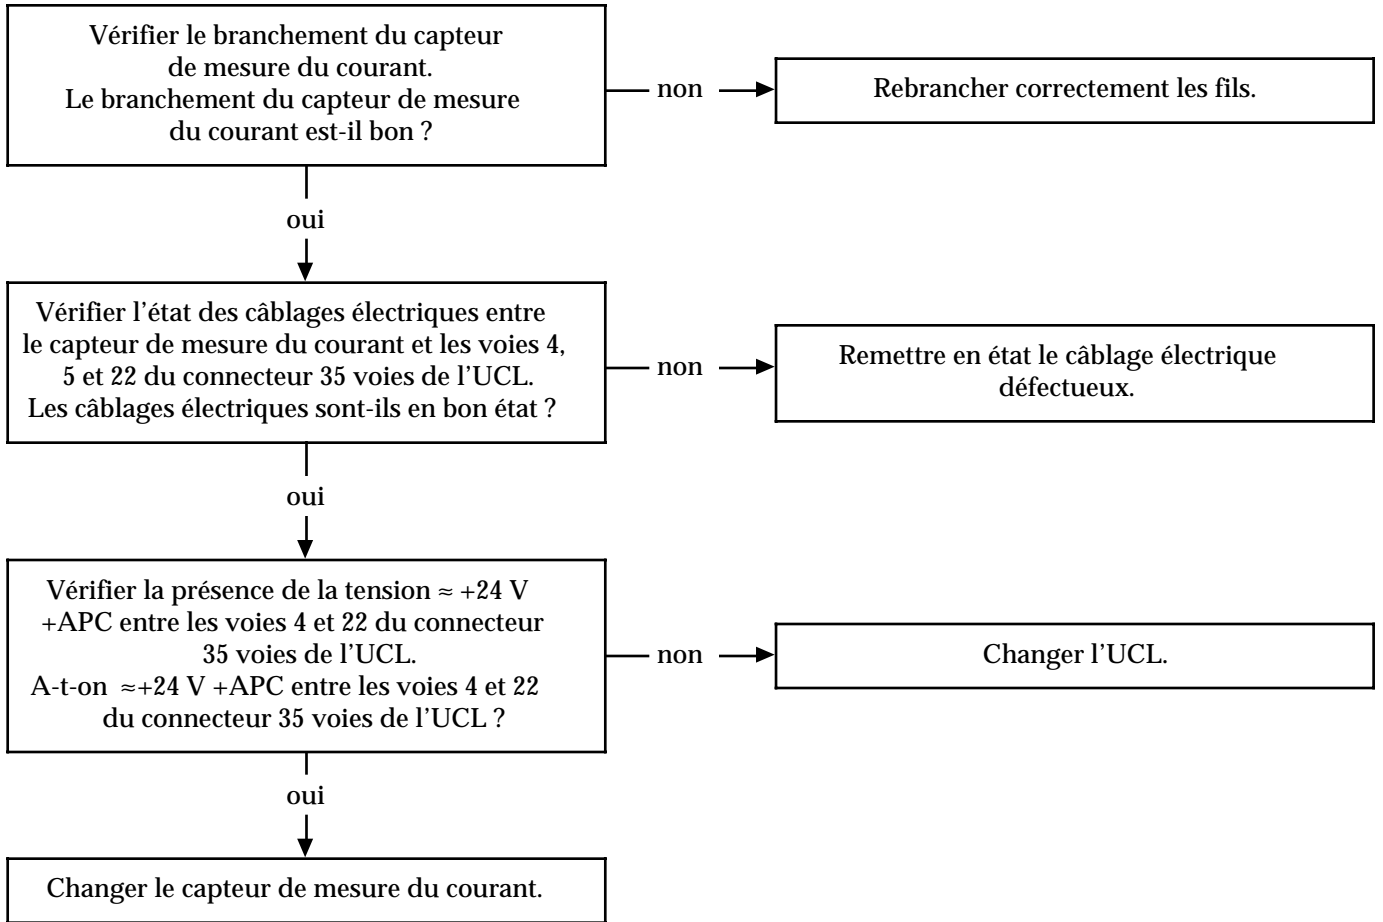 Vérifier le branchement du capteur
de mesure du courant.
Le branchement du capteur de mesure
du courant est-il bon ?
non
Rebrancher correctement les fils.
oui
Vérifier l’état des câblages électriques entre
le capteur de mesure du courant et les voies 4,
5 et 22 du connecteur 35 voies de l’UCL.
Les câblages électriques sont-ils en bon état ?
non
Remettre en état le câblage électrique
défectueux.
oui
Vérifier la présence de la tension ≈ +24 V
+APC entre les voies 4 et 22 du connecteur
35 voies de l’UCL.
A-t-on ≈+24 V +APC entre les voies 4 et 22
du connecteur 35 voies de l’UCL ?
non
Changer l’UCL.
oui
Changer le capteur de mesure du courant.